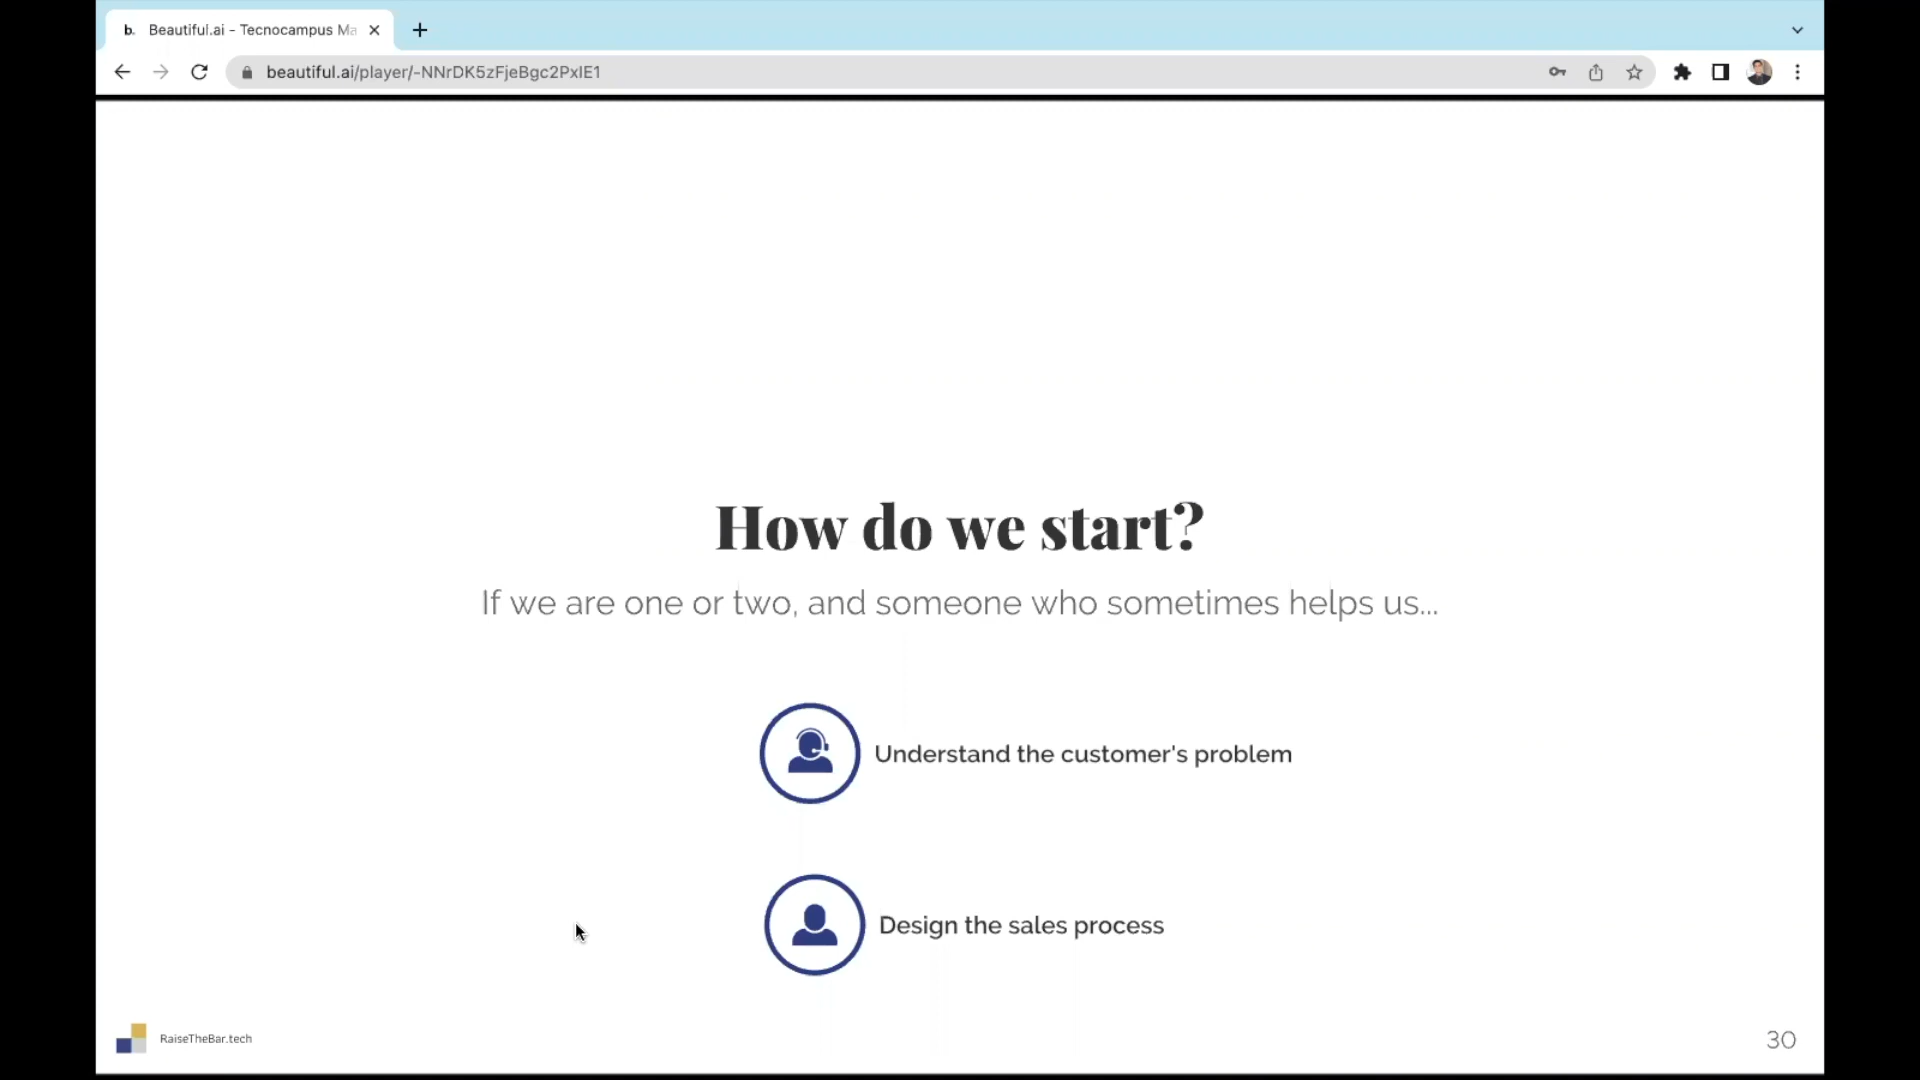 b. Beautiful.ai - Tecnocampus Ma
beautiful.ai/player/-NNrDK5zFjeBgc2PxIE1
How do we start?
If we are one or two, and someone who sometimes helps us...
Understand the customer's problem
Design the sales process
RaiseTheBar.tech
30